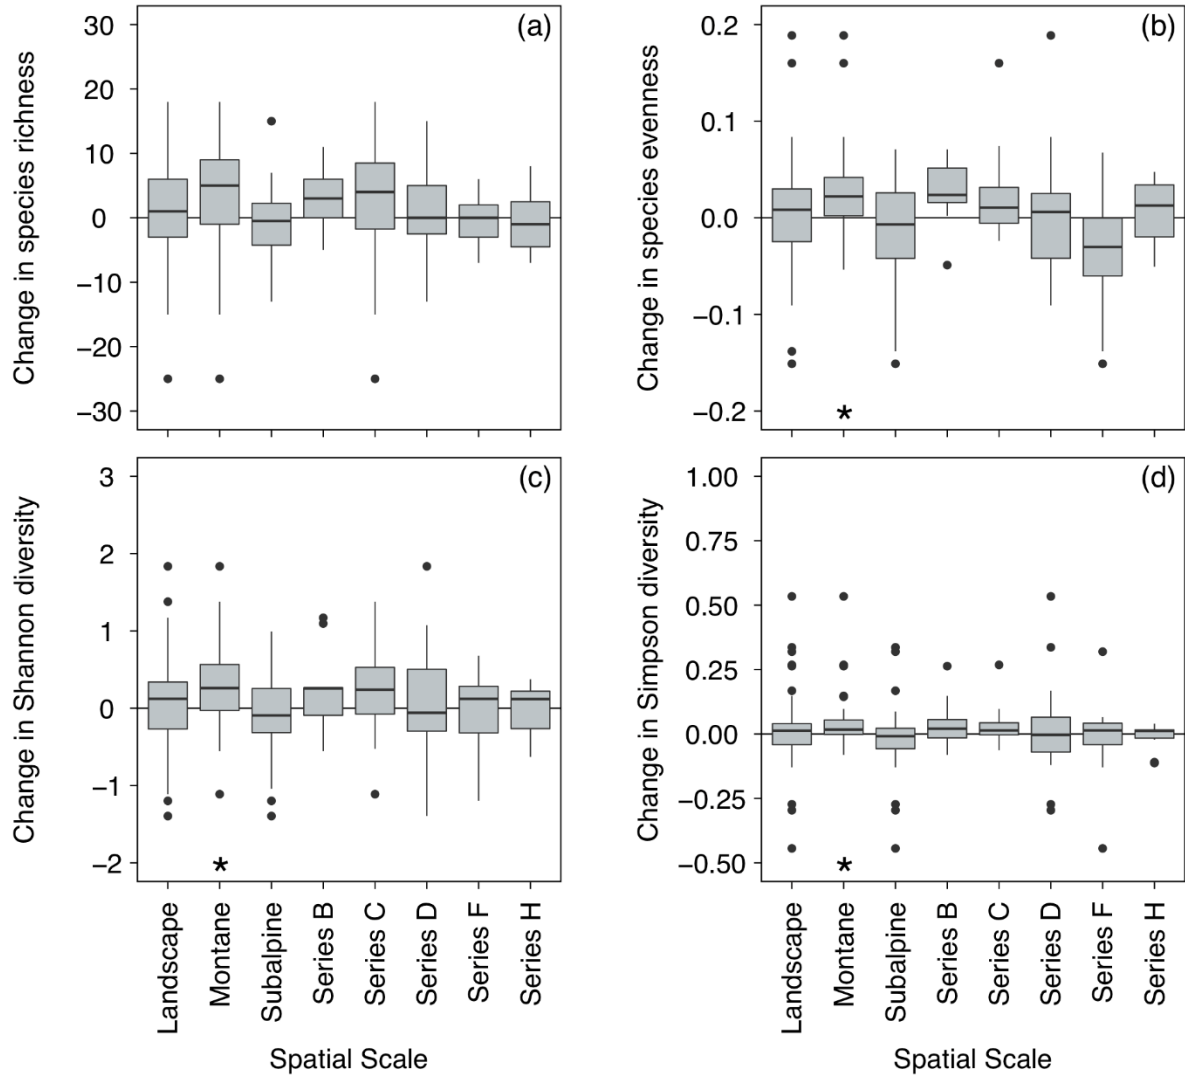 (a)
Change in species richness
30
20
10
0
−10
−20
−30
(b)
Change in species evenness
0.2
0.1
0.0
−0.1
−0.2
*
(c)
Change in Shannon diversity
3
2
1
0
−1
−2
*
Landscape
Montane
Subalpine
Series B
Series C
Series D
Series F
Series H
Spatial Scale
(d)
Change in Simpson diversity
1.00
0.75
0.50
0.25
0.00
−0.25
−0.50
*
Landscape
Montane
Subalpine
Series B
Series C
Series D
Series F
Series H
Spatial Scale